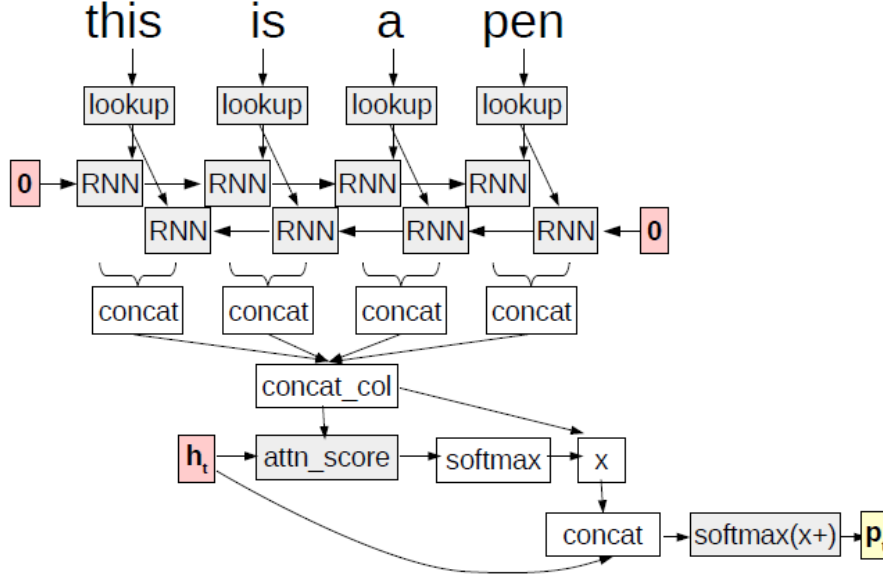 this is a pen
lookup lookup lookup lookup
0 RNN RNN RNN RNN
RNN RNN RNN RNN 0
concat concat concat concat
concat_col
h_t attn_score softmax x
concat softmax(x+) p